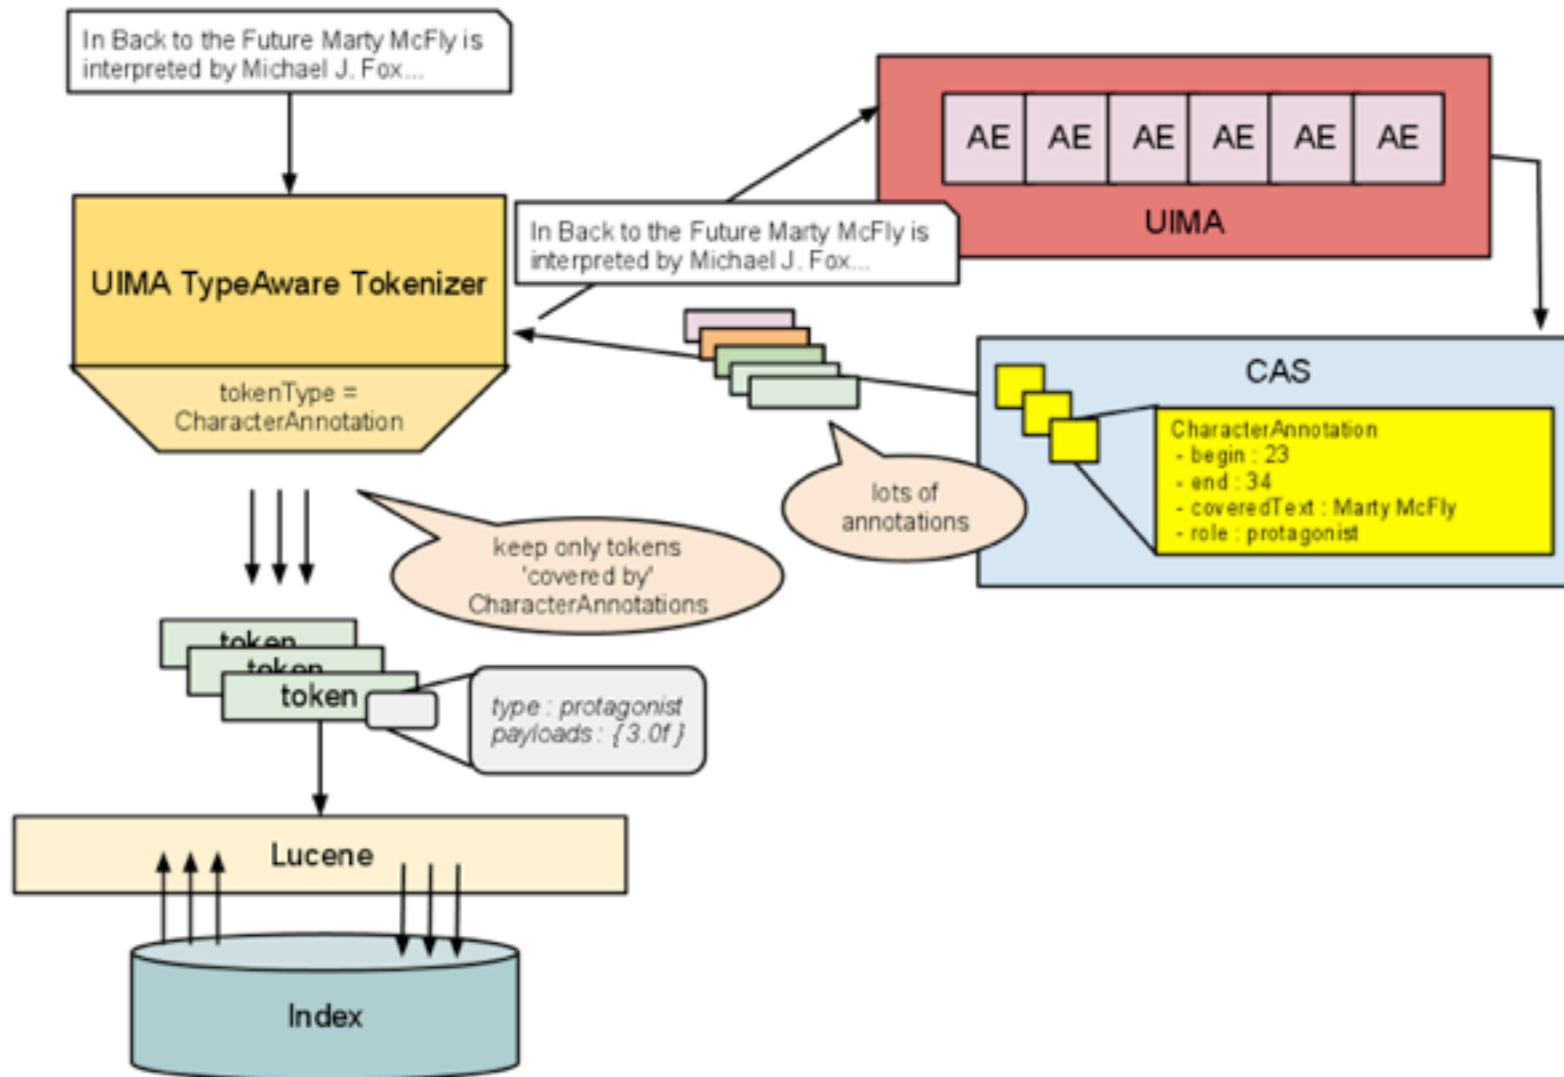 In Back to the Future Marty McFly is
interpreted by Michael J. Fox...
AE AE AE AE AE AE
UIMA
In Back to the Future Marty McFly is
interpreted by Michael J. Fox...
UIMA TypeAware Tokenizer
tokenType =
CharacterAnnotation
CAS
CharacterAnnotation
- begin : 23
- end : 34
- coveredText : Marty McFly
- role : protagonist
lots of
annotations
keep only tokens
'covered by'
CharacterAnnotations
token
token
token
type : protagonist
payloads : { 3.0f }
Lucene
Index